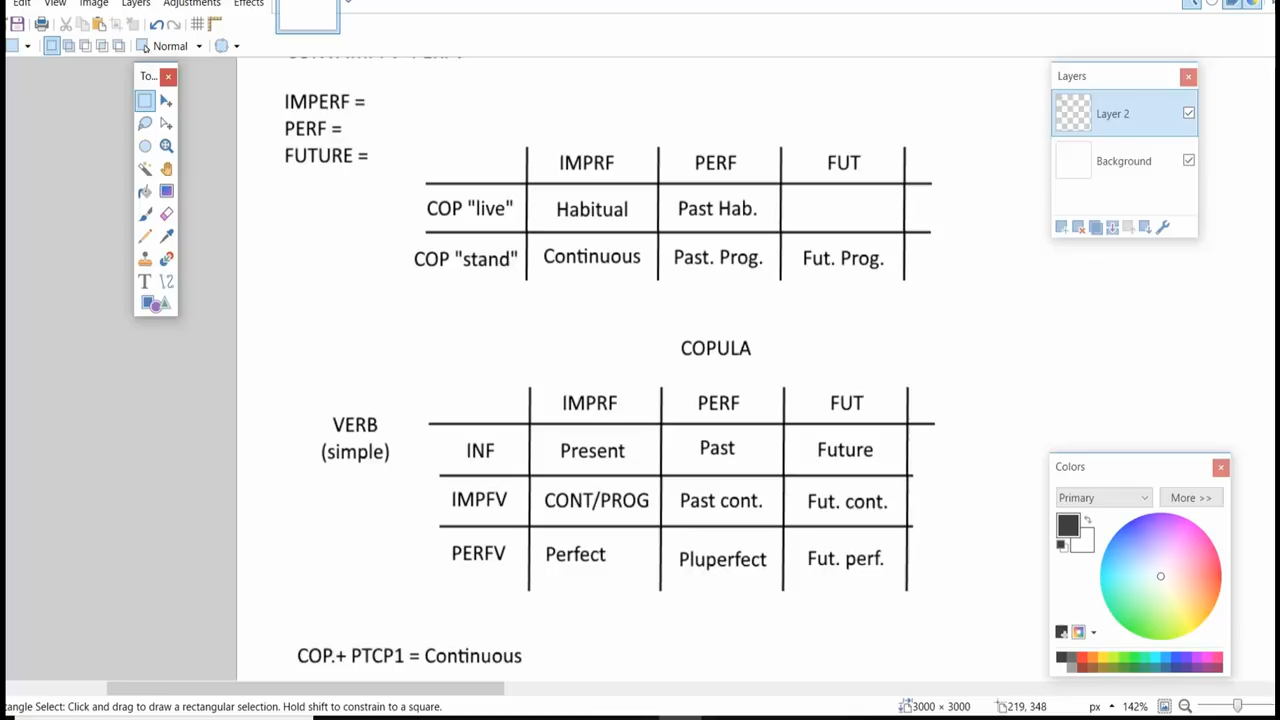 Edit View Image Layers Adjustments Effects
Normal
To...
Layers
Layer 2
Background
IMPERF =
PERF =
FUTURE =
IMPRF PERF FUT
COP "live" Habitual Past Hab.
COP "stand" Continuous Past. Prog. Fut. Prog.
COPULA
IMPRF PERF FUT
VERB
(simple)
INF Present Past Future
IMPFV CONT/PROG Past cont. Fut. cont.
PERFV Perfect Pluperfect Fut. perf.
COP.+ PTCP1 = Continuous
Colors
Primary More >>
tangle Select: Click and drag to draw a rectangular selection. Hold shift to constrain to a square. 3000 × 3000 219, 348 px 142%